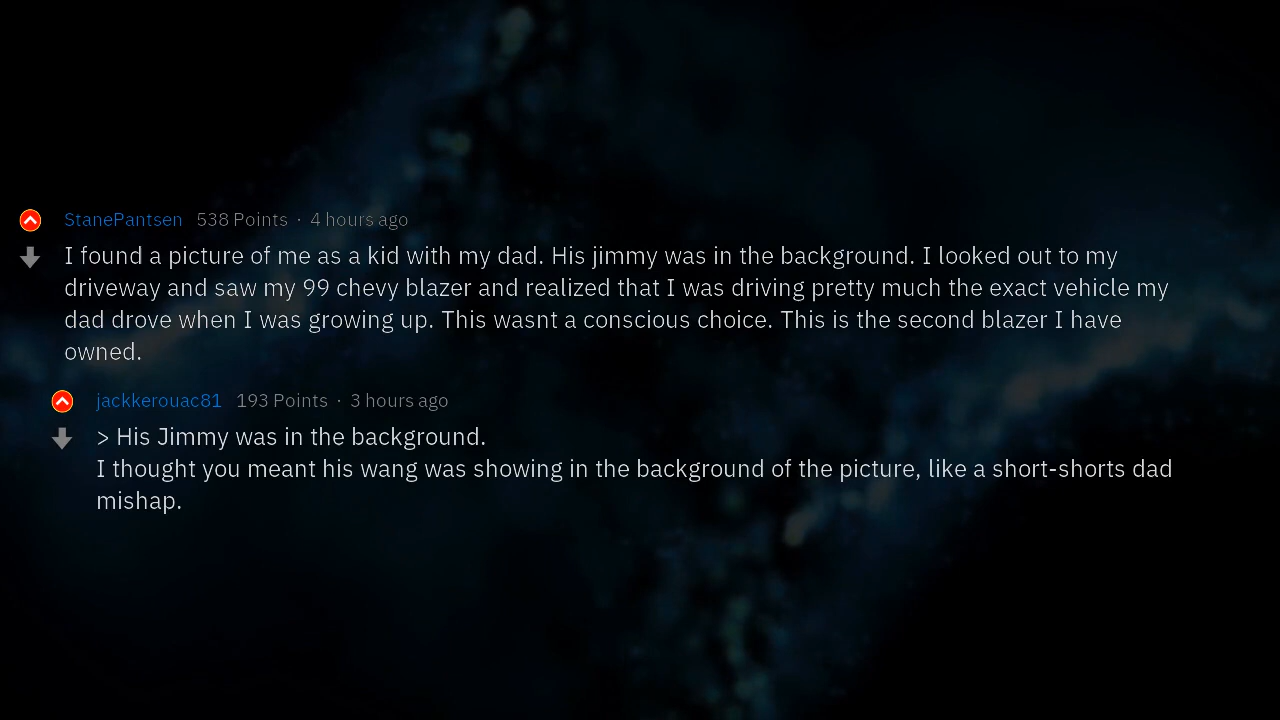 StanePantsen 538 Points · 4 hours ago
I found a picture of me as a kid with my dad. His jimmy was in the background. I looked out to my
driveway and saw my 99 chevy blazer and realized that I was driving pretty much the exact vehicle my
dad drove when I was growing up. This wasnt a conscious choice. This is the second blazer I have
owned.
jackkerouac81 193 Points · 3 hours ago
> His Jimmy was in the background.
I thought you meant his wang was showing in the background of the picture, like a short-shorts dad
mishap.